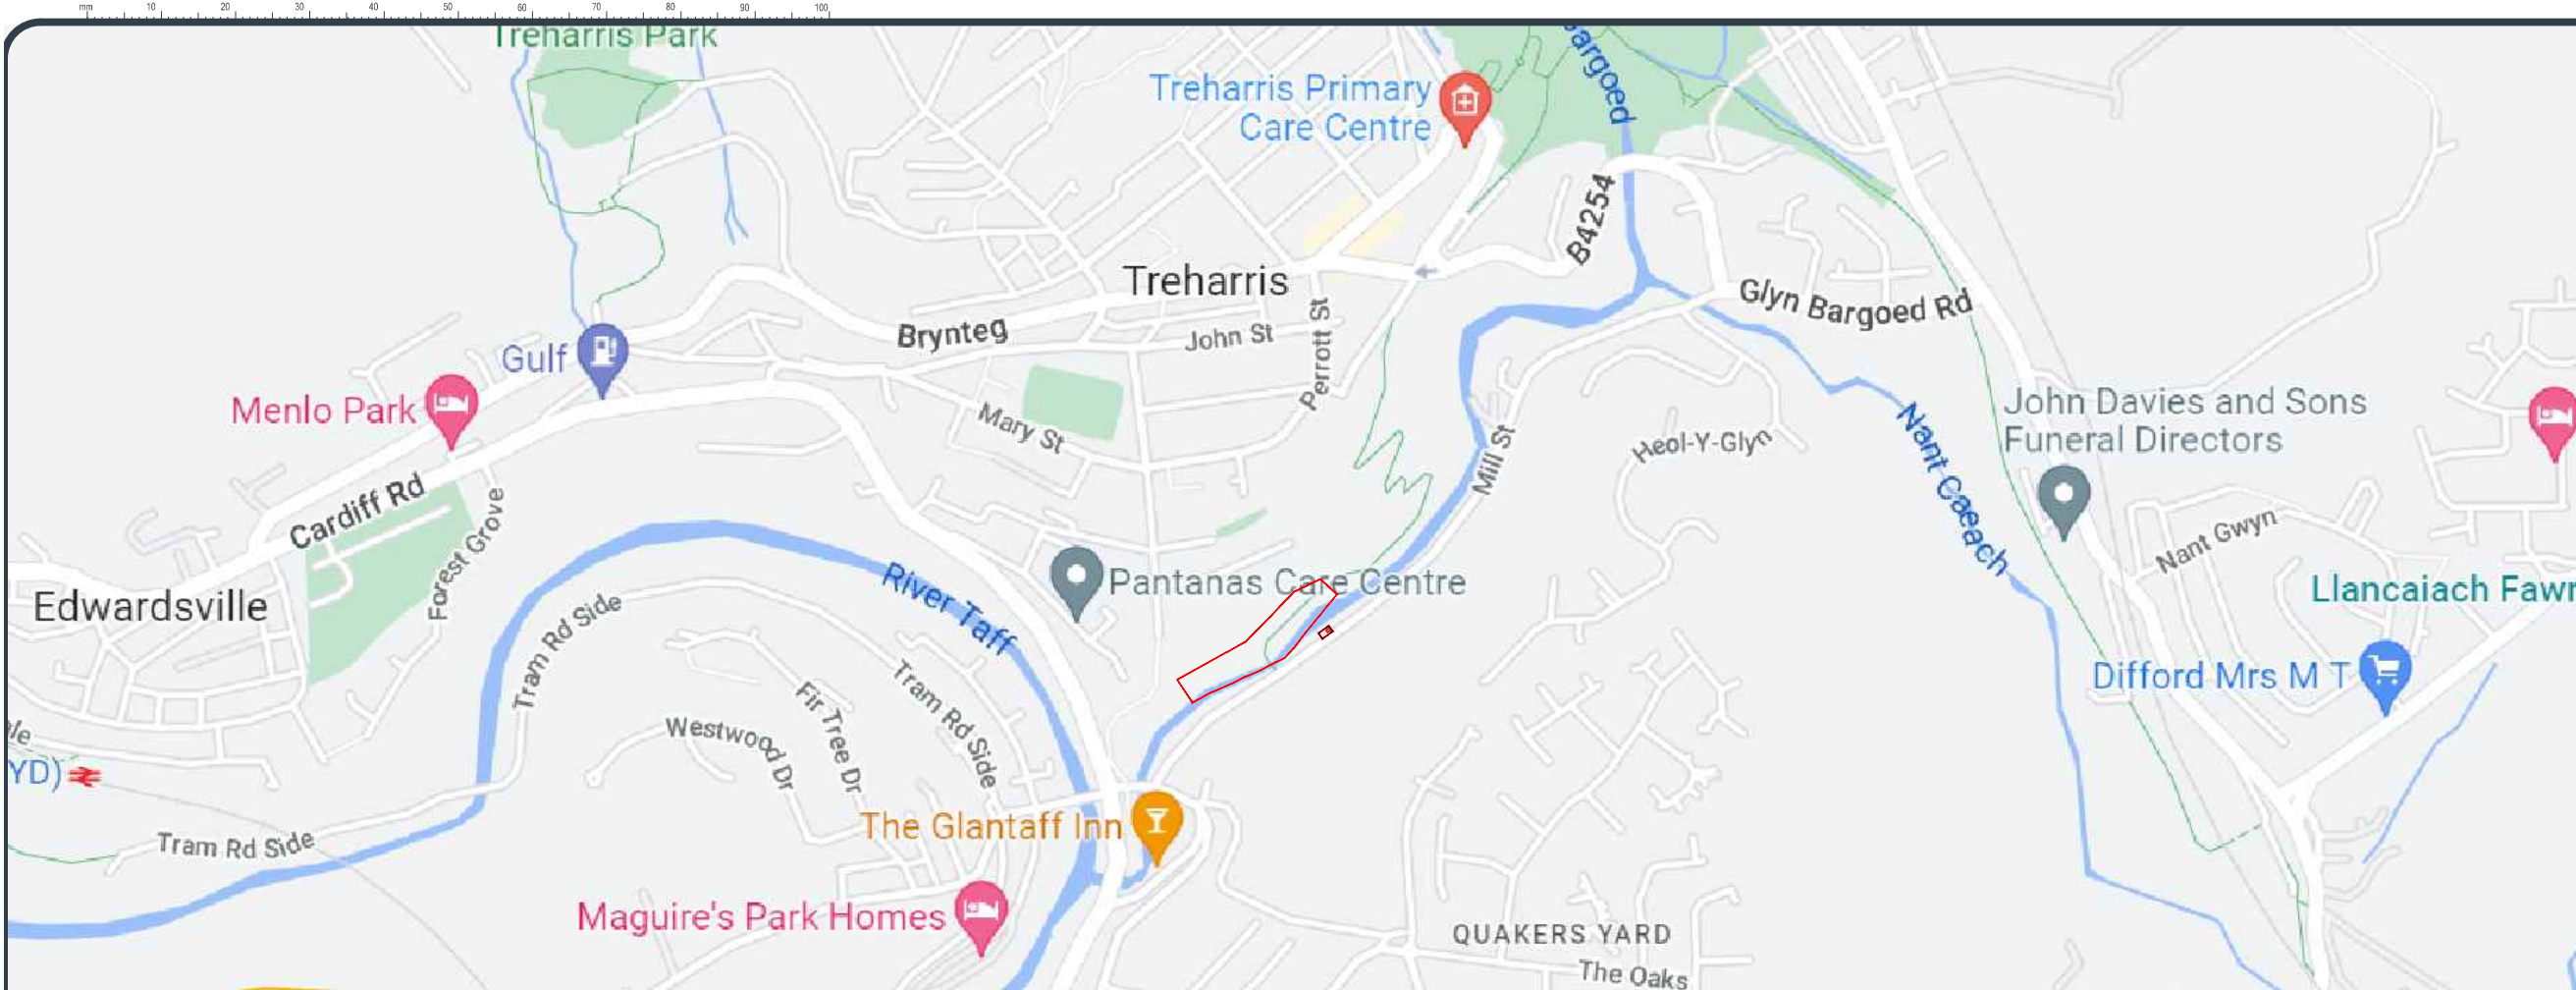 mm 10 20 30 40 50 60 70 80 90 100
Treharris Park
Bargoed
Treharris Primary
Care Centre
B4254
Treharris
Glyn Bargoed Rd
Brynteg
John St
Perrott St
Gulf
Menlo Park
Mary St
John Davies and Sons
Funeral Directors
Heol-Y-Glyn
Mill St
Nant Caeach
Cardiff Rd
Forest Grove
Nant Gwyn
Pantanas Care Centre
Llancaiach Fawr
Edwardsville
River Taff
Tram Rd Side
Difford Mrs M T
Tram Rd Side
Fir Tree Dr
Westwood Dr
YD)
The Glantaff Inn
Tram Rd Side
Maguire's Park Homes
QUAKERS YARD
The Oaks